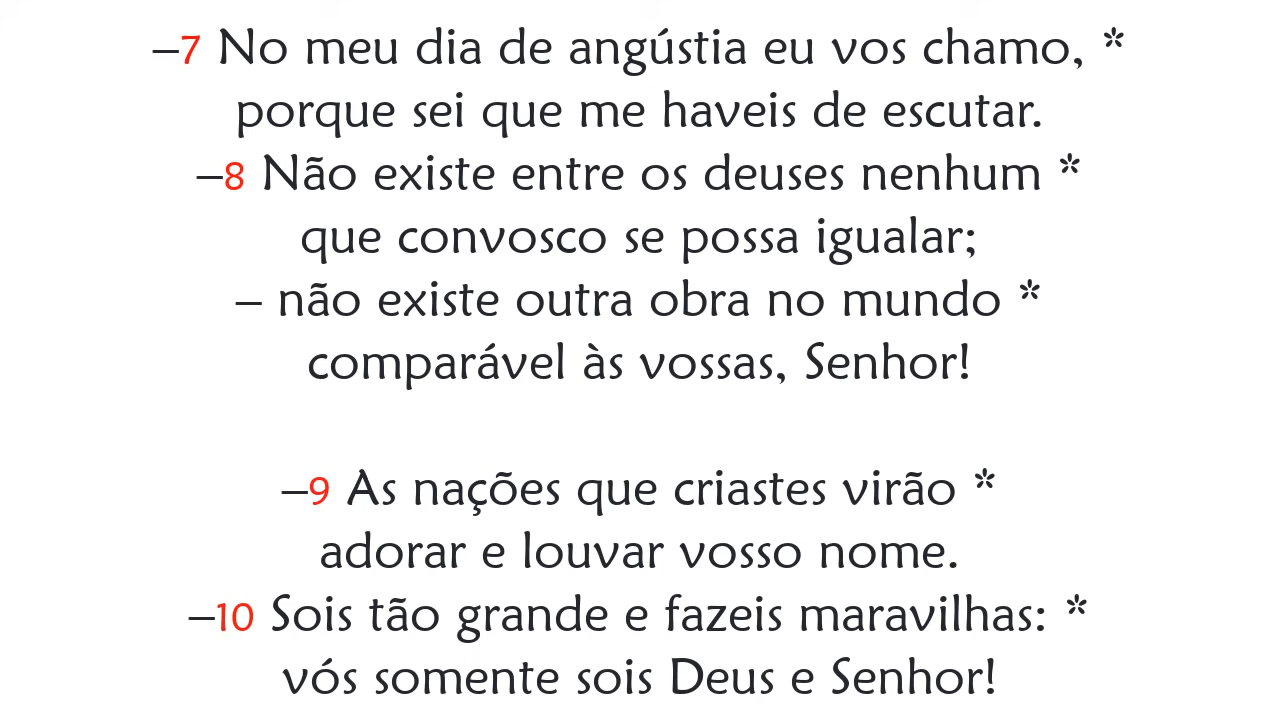 –7 No meu dia de angústia eu vos chamo, *
porque sei que me haveis de escutar.
–8 Não existe entre os deuses nenhum *
que convosco se possa igualar;
– não existe outra obra no mundo *
comparável às vossas, Senhor!
–9 As nações que criastes virão *
adorar e louvar vosso nome.
–10 Sois tão grande e fazeis maravilhas: *
vós somente sois Deus e Senhor!